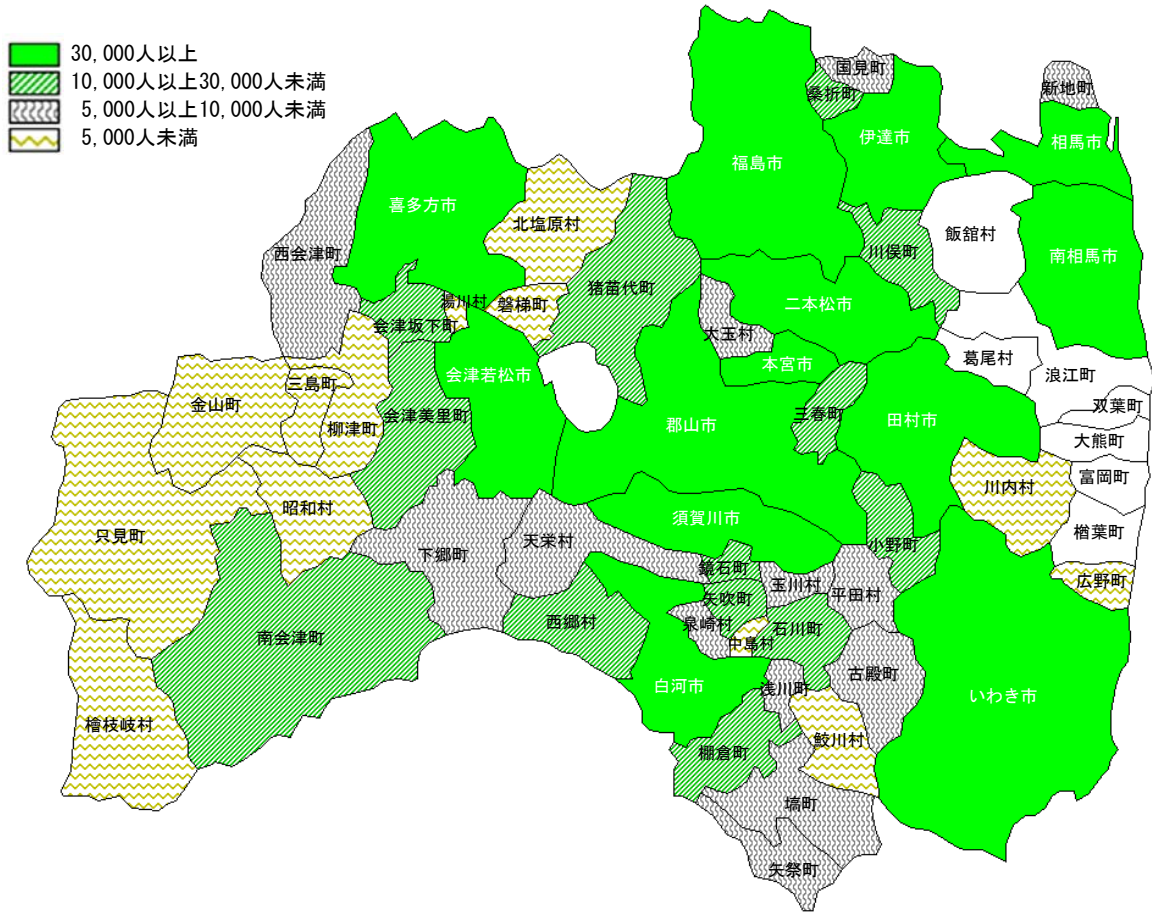 30,000人以上
10,000人以上30,000人未満
5,000人以上10,000人未満
5,000人未満
国見町
桑折町
新地町
伊達市
相馬市
福島市
喜多方市
北塩原村
飯舘村
西会津町
川俣町
南相馬市
猪苗代町
湯川村
磐梯町
二本松市
会津坂下町
大玉村
葛尾村
本宮市
浪江町
会津若松市
三島町
金山町
双葉町
会津美里町
三春町
田村市
郡山市
柳津町
大熊町
富岡町
川内村
昭和村
須賀川市
楢葉町
只見町
天栄村
小野町
下郷町
鏡石町
広野町
玉川村
平田村
矢吹町
西郷村
泉崎村
石川町
南会津町
中島村
古殿町
白河市
浅川町
いわき市
檜枝岐村
鮫川村
棚倉町
塙町
矢祭町